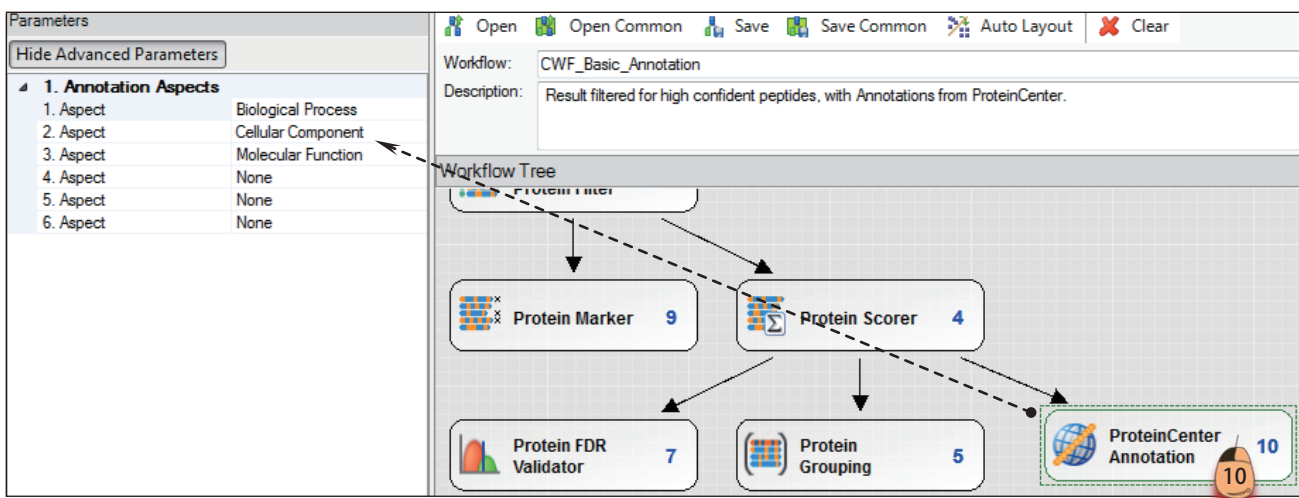 Parameters
Hide Advanced Parameters
1. Annotation Aspects
1. Aspect Biological Process
2. Aspect Cellular Component
3. Aspect Molecular Function
4. Aspect None
5. Aspect None
6. Aspect None
Open Open Common Save Save Common Auto Layout Clear
Workflow: CWF_Basic_Annotation
Description: Result filtered for high confident peptides, with Annotations from ProteinCenter.
Workflow Tree
Protein Filter
Protein Marker 9
Protein Scorer 4
Protein FDR
Validator 7
Protein
Grouping 5
ProteinCenter
Annotation 10
10